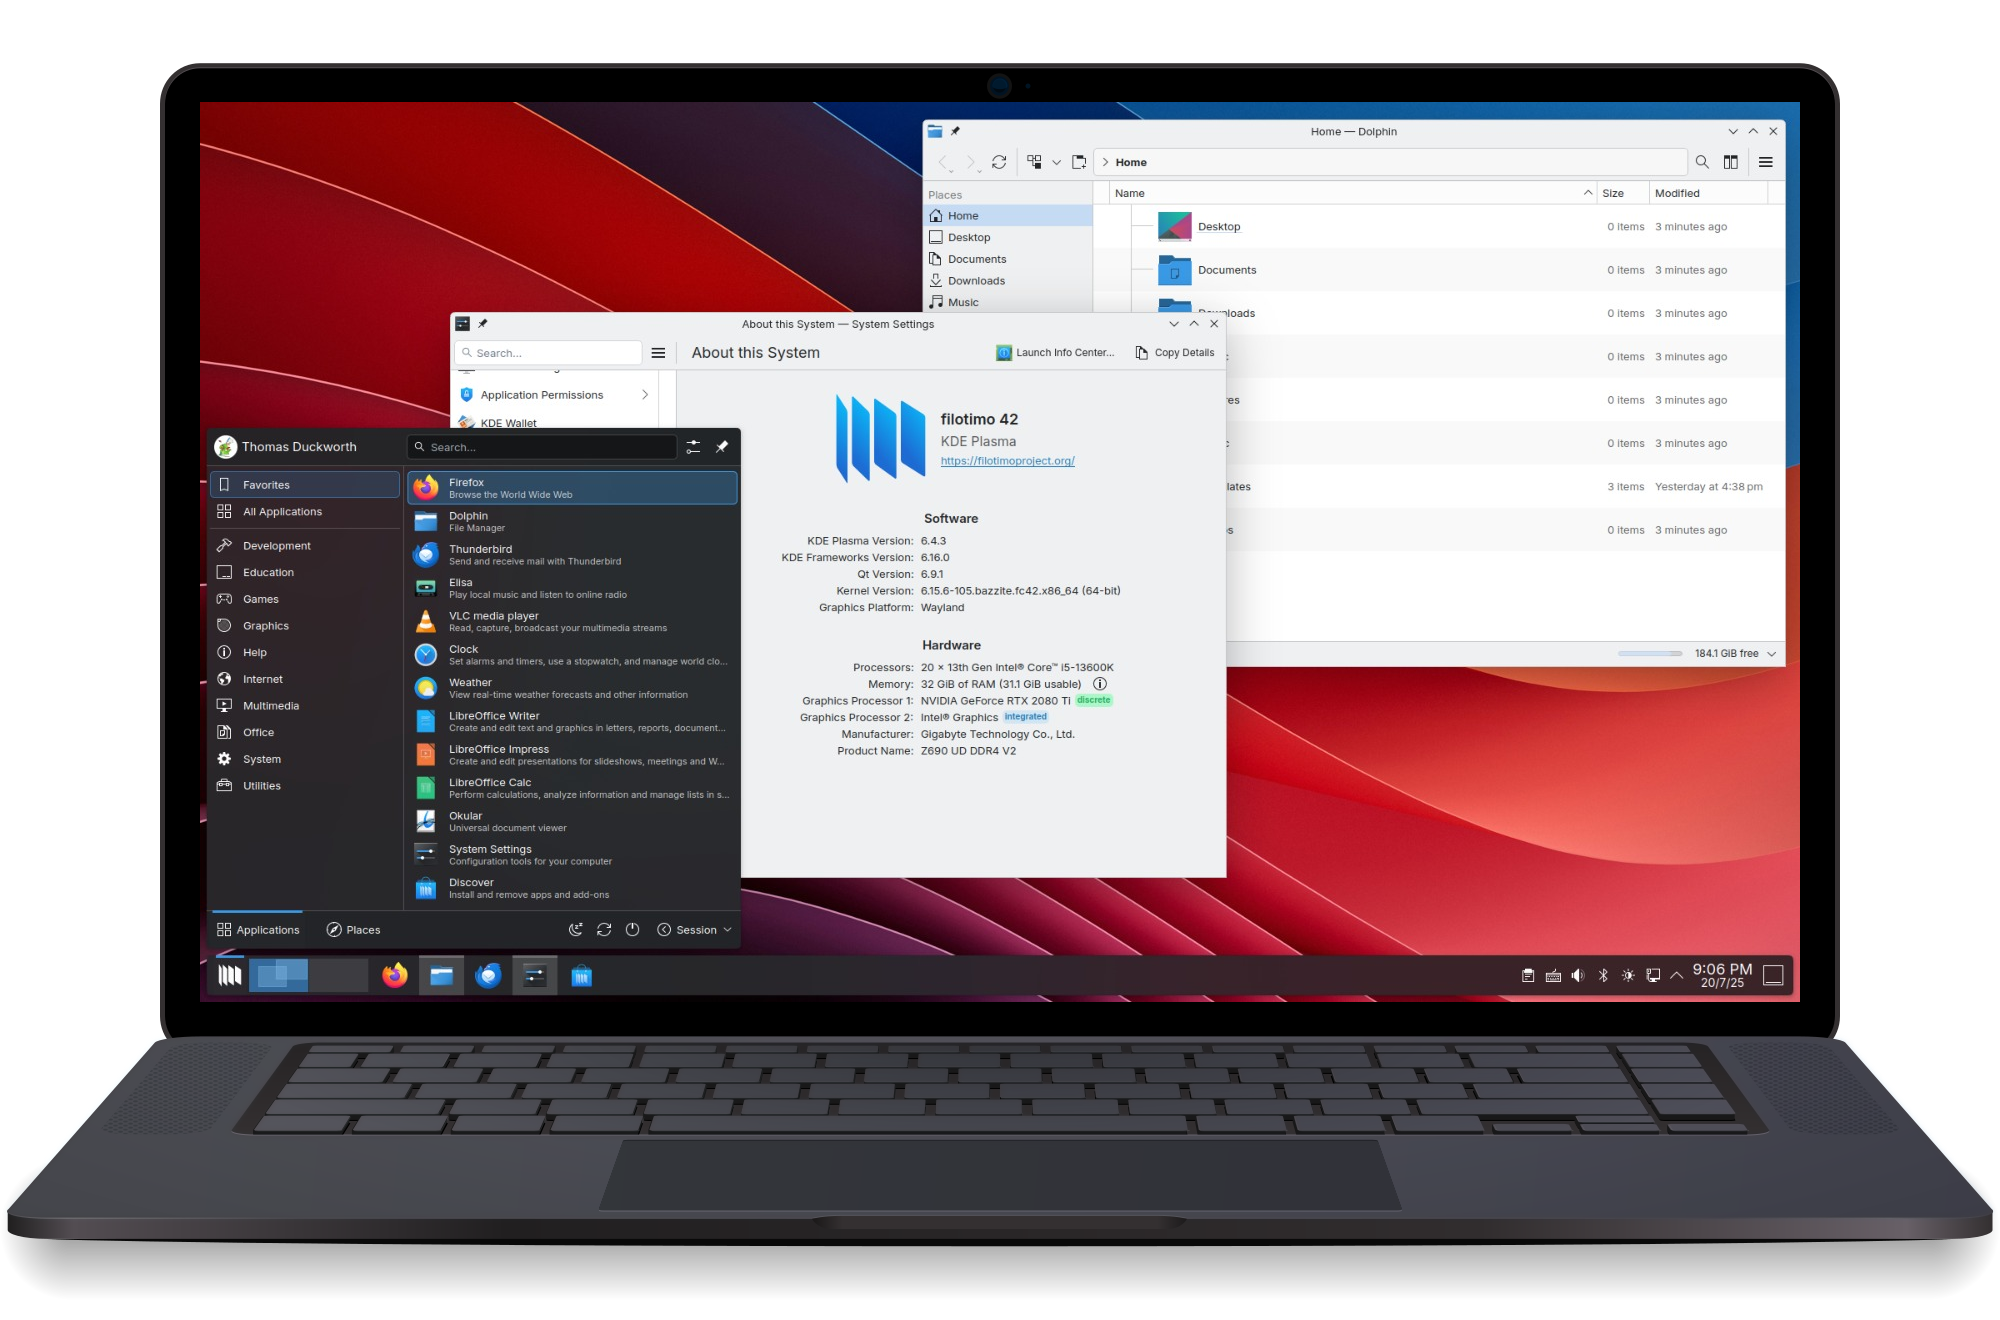 Home — Dolphin
Home
Places
Home
Desktop
Documents
Downloads
Music
Name Size Modified
Desktop 0 items 3 minutes ago
Documents 0 items 3 minutes ago
Downloads 0 items 3 minutes ago
0 items 3 minutes ago
0 items 3 minutes ago
0 items 3 minutes ago
3 items Yesterday at 4:38 pm
0 items 3 minutes ago
184.1 GiB free
About this System — System Settings
Search...
About this System
Launch Info Center...
Copy Details
Application Permissions
KDE Wallet
filotimo 42
KDE Plasma
https://filotimoproject.org/
Software
KDE Plasma Version: 6.4.3
KDE Frameworks Version: 6.16.0
Qt Version: 6.9.1
Kernel Version: 6.15.6-105.bazzite.fc42.x86_64 (64-bit)
Graphics Platform: Wayland
Hardware
Processors: 20 × 13th Gen Intel® Core™ i5-13600K
Memory: 32 GiB of RAM (31.1 GiB usable)
Graphics Processor 1: NVIDIA GeForce RTX 2080 Ti discrete
Graphics Processor 2: Intel® Graphics integrated
Manufacturer: Gigabyte Technology Co., Ltd.
Product Name: Z690 UD DDR4 V2
Thomas Duckworth
Search...
Favorites
All Applications
Development
Education
Games
Graphics
Help
Internet
Multimedia
Office
System
Utilities
Firefox
Browse the World Wide Web
Dolphin
File Manager
Thunderbird
Send and receive mail with Thunderbird
Elisa
Play local music and listen to online radio
VLC media player
Read, capture, broadcast your multimedia streams
Clock
Set alarms and timers, use a stopwatch, and manage world clo...
Weather
View real-time weather forecasts and other information
LibreOffice Writer
Create and edit text and graphics in letters, reports, document...
LibreOffice Impress
Create and edit presentations for slideshows, meetings and W...
LibreOffice Calc
Perform calculations, analyze information and manage lists in s...
Okular
Universal document viewer
System Settings
Configuration tools for your computer
Discover
Install and remove apps and add-ons
Applications
Places
Session
9:06 PM
20/7/25